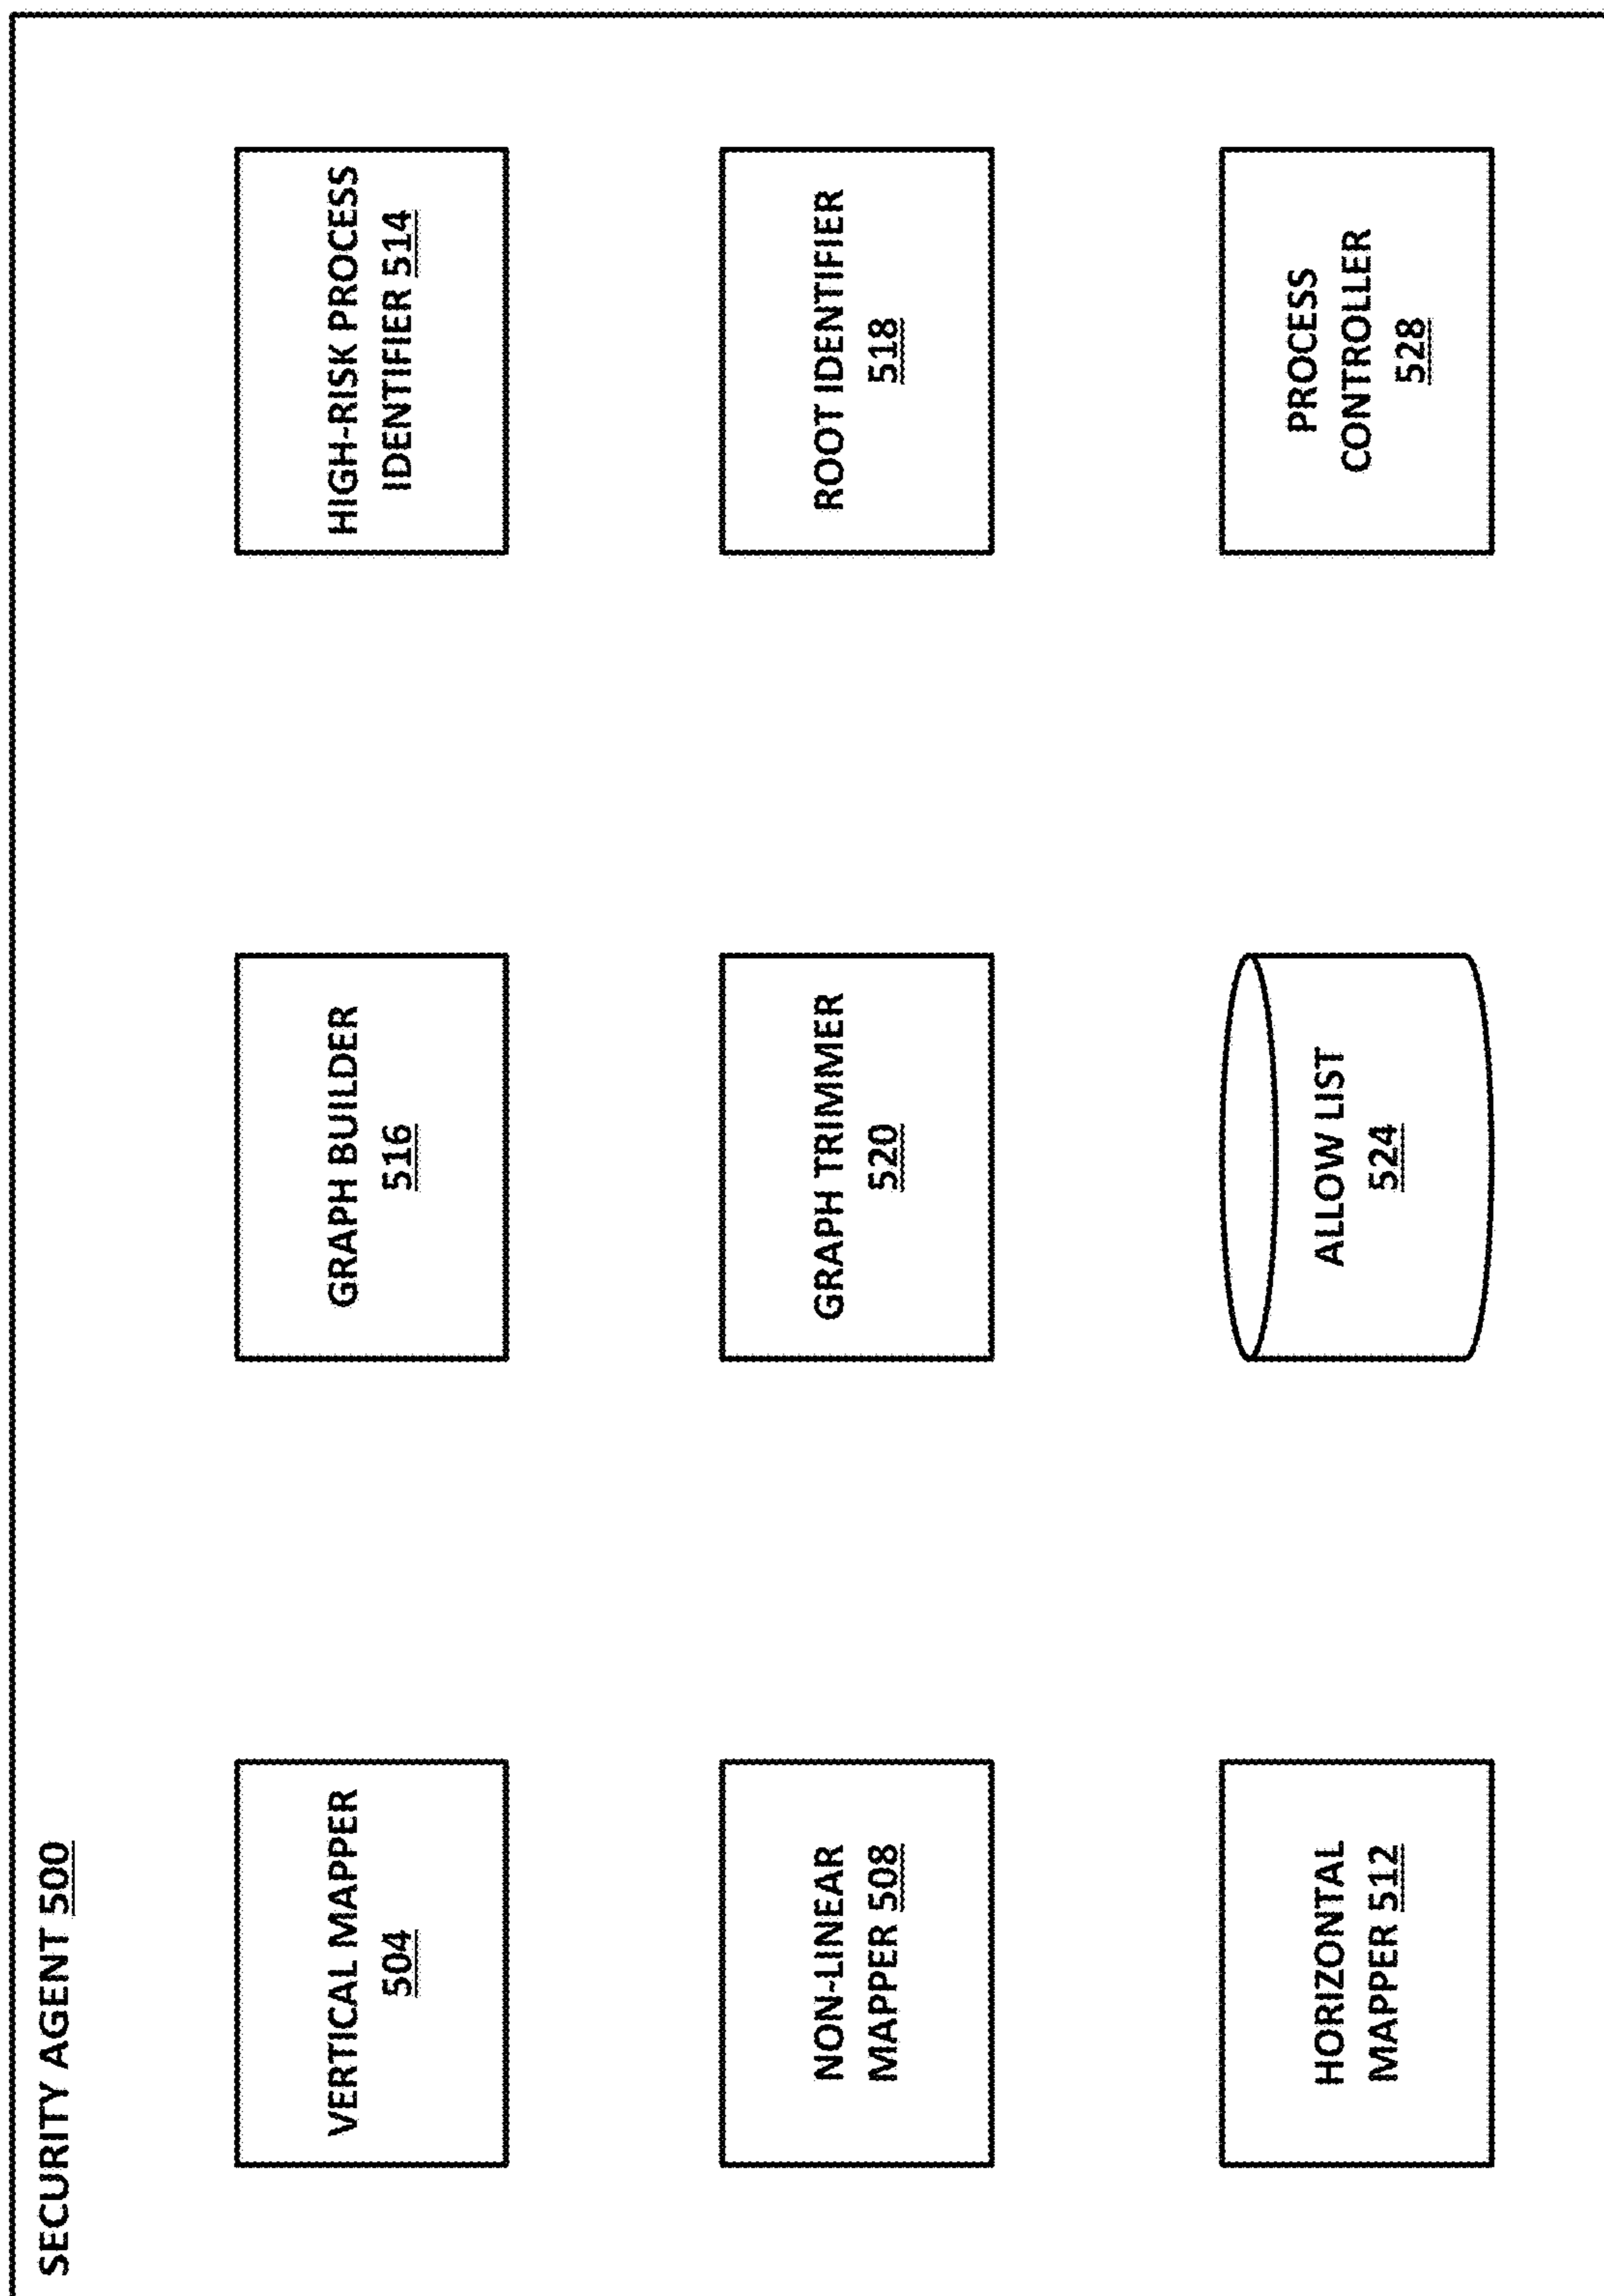 SECURITY AGENT 500
VERTICAL MAPPER
504
GRAPH BUILDER
516
HIGH-RISK PROCESS
IDENTIFIER 514
NON-LINEAR
MAPPER 508
GRAPH TRIMMER
520
ROOT IDENTIFIER
518
HORIZONTAL
MAPPER 512
ALLOW LIST
524
PROCESS
CONTROLLER
528